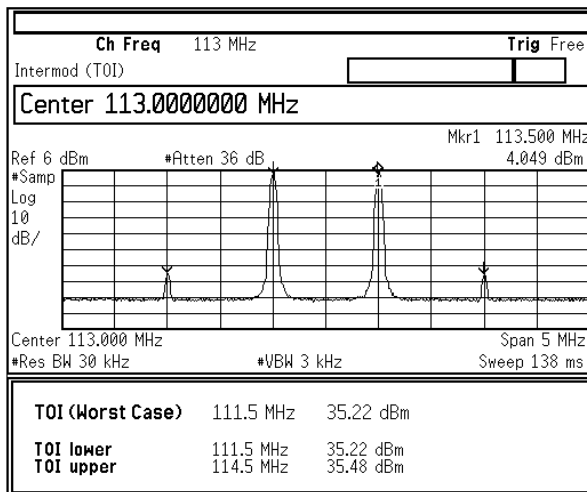 Ch Freq 113 MHz Trig Free
Intermod (TOI)
Center 113.0000000 MHz
Mkr1 113.500 MHz
Ref 6 dBm #Atten 36 dB 4.049 dBm
#Samp
Log
10
dB/
1
Center 113.000 MHz Span 5 MHz
#Res BW 30 kHz #VBW 3 kHz Sweep 138 ms
TOI (Worst Case) 111.5 MHz 35.22 dBm
TOI lower 111.5 MHz 35.22 dBm
TOI upper 114.5 MHz 35.48 dBm